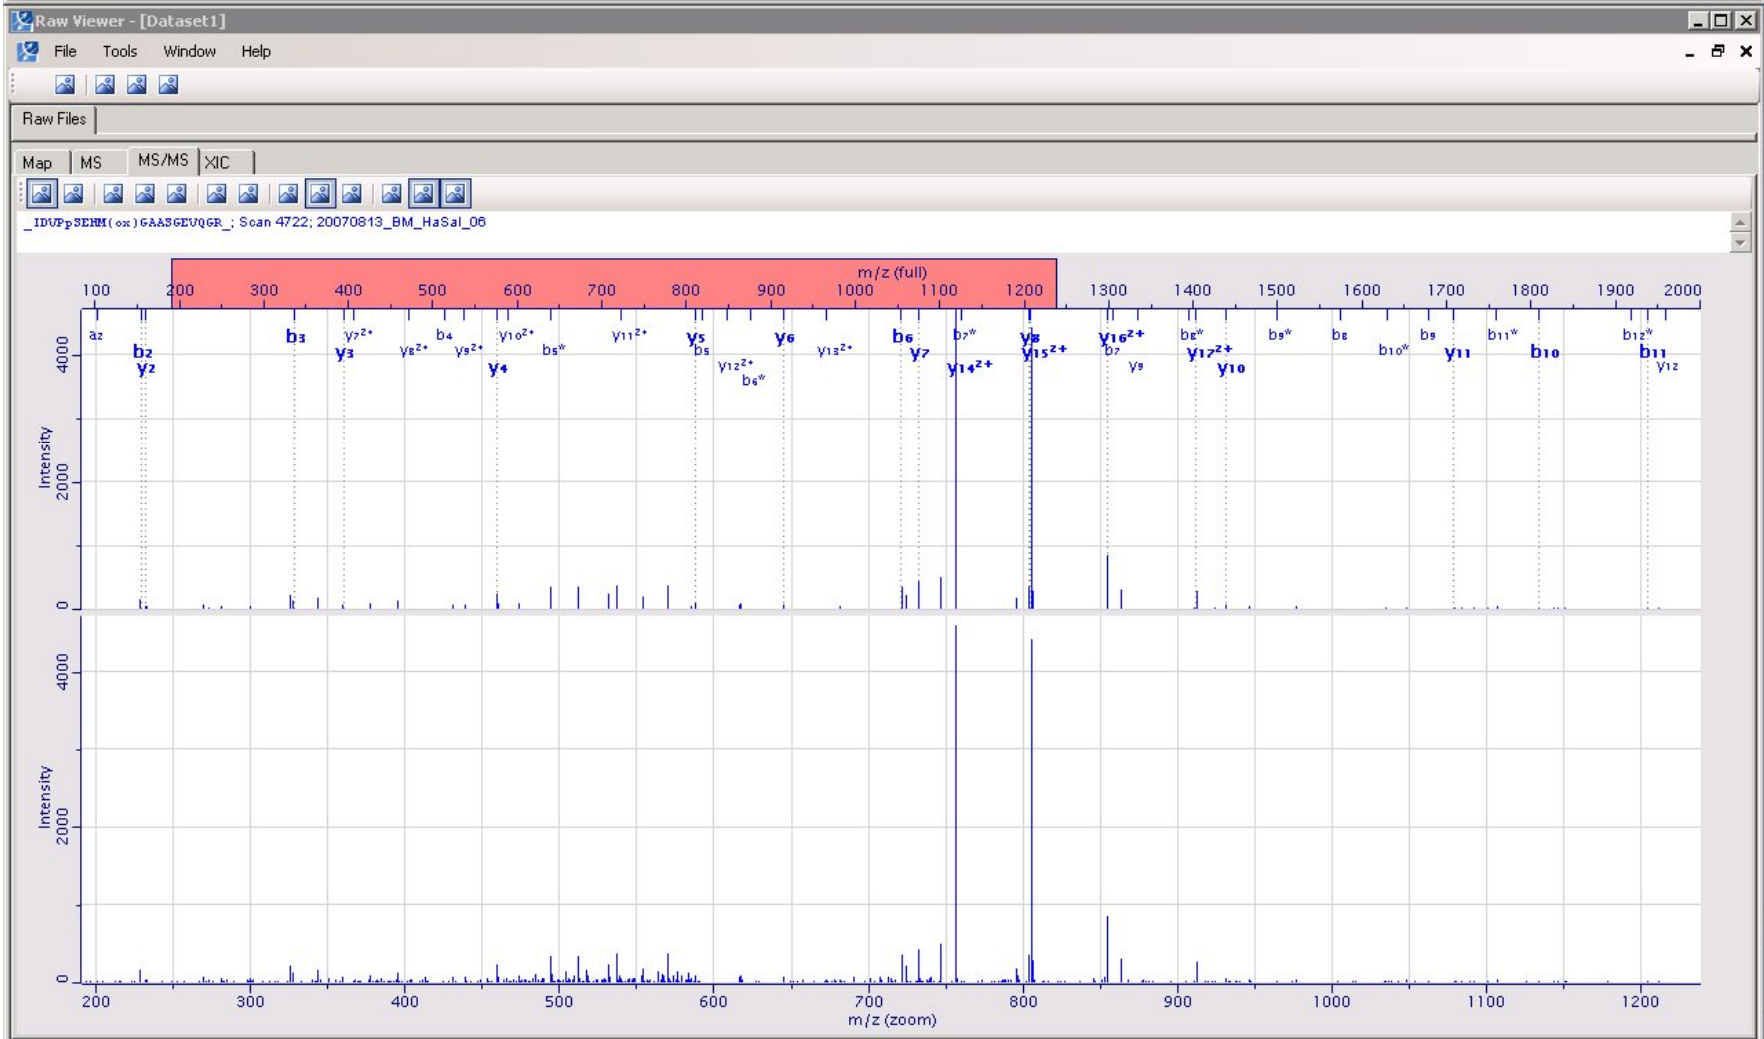 Raw Viewer - [Dataset1]
File Tools Window Help
Raw Files
Map MS MS/MS XIC
_IDVPpSEHM(ox)GAASGEVQGR_; Scan 4722; 20070813_BM_HaSal_06
m/z (full)
100 200 300 400 500 600 700 800 900 1000 1100 1200 1300 1400 1500 1600 1700 1800 1900 2000
a2 b3 y7²⁺ b4 y10²⁺ y11²⁺ y5 y6 b6 b7* y8 y16²⁺ b8* b9* b8 b9 b11* b12*
b2 y3 y8²⁺ y9²⁺ b5* b5 y13²⁺ y7 y15²⁺ b7 y17²⁺ b10* y11 b10 b11
y2 y4 y12²⁺ y14²⁺ y9 y10 y12
b6*
Intensity
4000
2000
0
Intensity
4000
2000
0
200 300 400 500 600 700 800 900 1000 1100 1200
m/z (zoom)